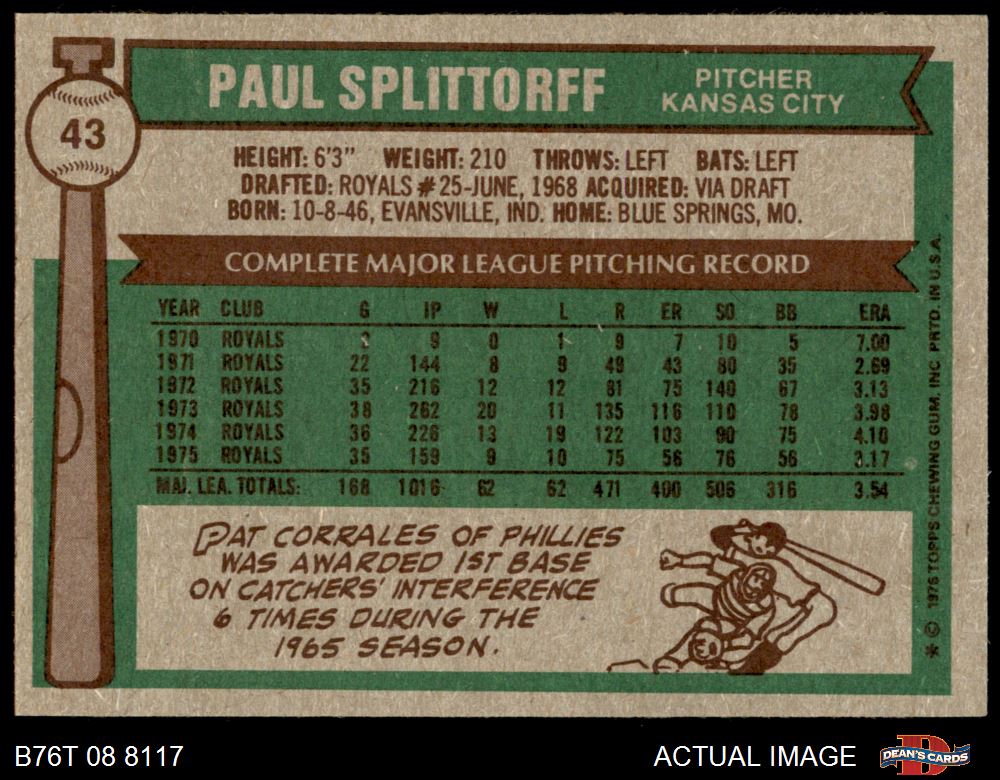 43
PAUL SPLITTORFF
PITCHER
KANSAS CITY
HEIGHT: 6'3" WEIGHT: 210 THROWS: LEFT BATS: LEFT
DRAFTED: ROYALS #25-JUNE, 1968 ACQUIRED: VIA DRAFT
BORN: 10-8-46, EVANSVILLE, IND. HOME: BLUE SPRINGS, MO.
COMPLETE MAJOR LEAGUE PITCHING RECORD
YEAR CLUB G IP W L R ER SO BB ERA
1970 ROYALS 9 0 1 9 7 10 5 7.00
1971 ROYALS 22 144 8 9 49 43 80 35 2.69
1972 ROYALS 35 216 12 12 81 75 140 67 3.13
1973 ROYALS 38 262 20 11 135 116 110 78 3.98
1974 ROYALS 36 226 13 19 122 103 90 75 4.10
1975 ROYALS 35 159 9 10 75 56 76 56 3.17
MAJ. LEA. TOTALS: 168 1016 62 62 471 400 506 316 3.54
PAT CORRALES OF PHILLIES
WAS AWARDED 1ST BASE
ON CATCHERS' INTERFERENCE
6 TIMES DURING THE
1965 SEASON.
* © 1976 TOPPS CHEWING GUM, INC. PRTD. IN U.S.A.
B76T 08 8117
ACTUAL IMAGE
DEAN'S CARDS